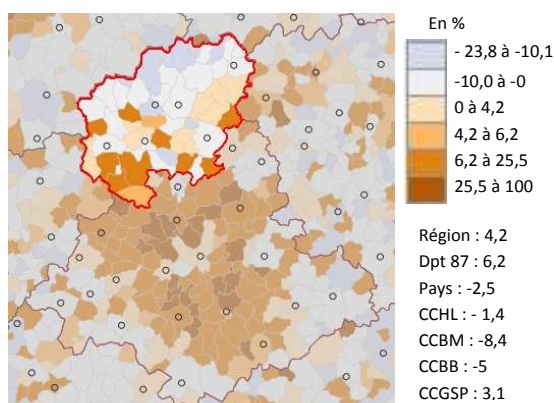 En %
- 23,8 à -10,1
-10,0 à -0
0 à 4,2
4,2 à 6,2
6,2 à 25,5
25,5 à 100
Région : 4,2
Dpt 87 : 6,2
Pays : -2,5
CCHL : - 1,4
CCBM : -8,4
CCBB : -5
CCGSP : 3,1